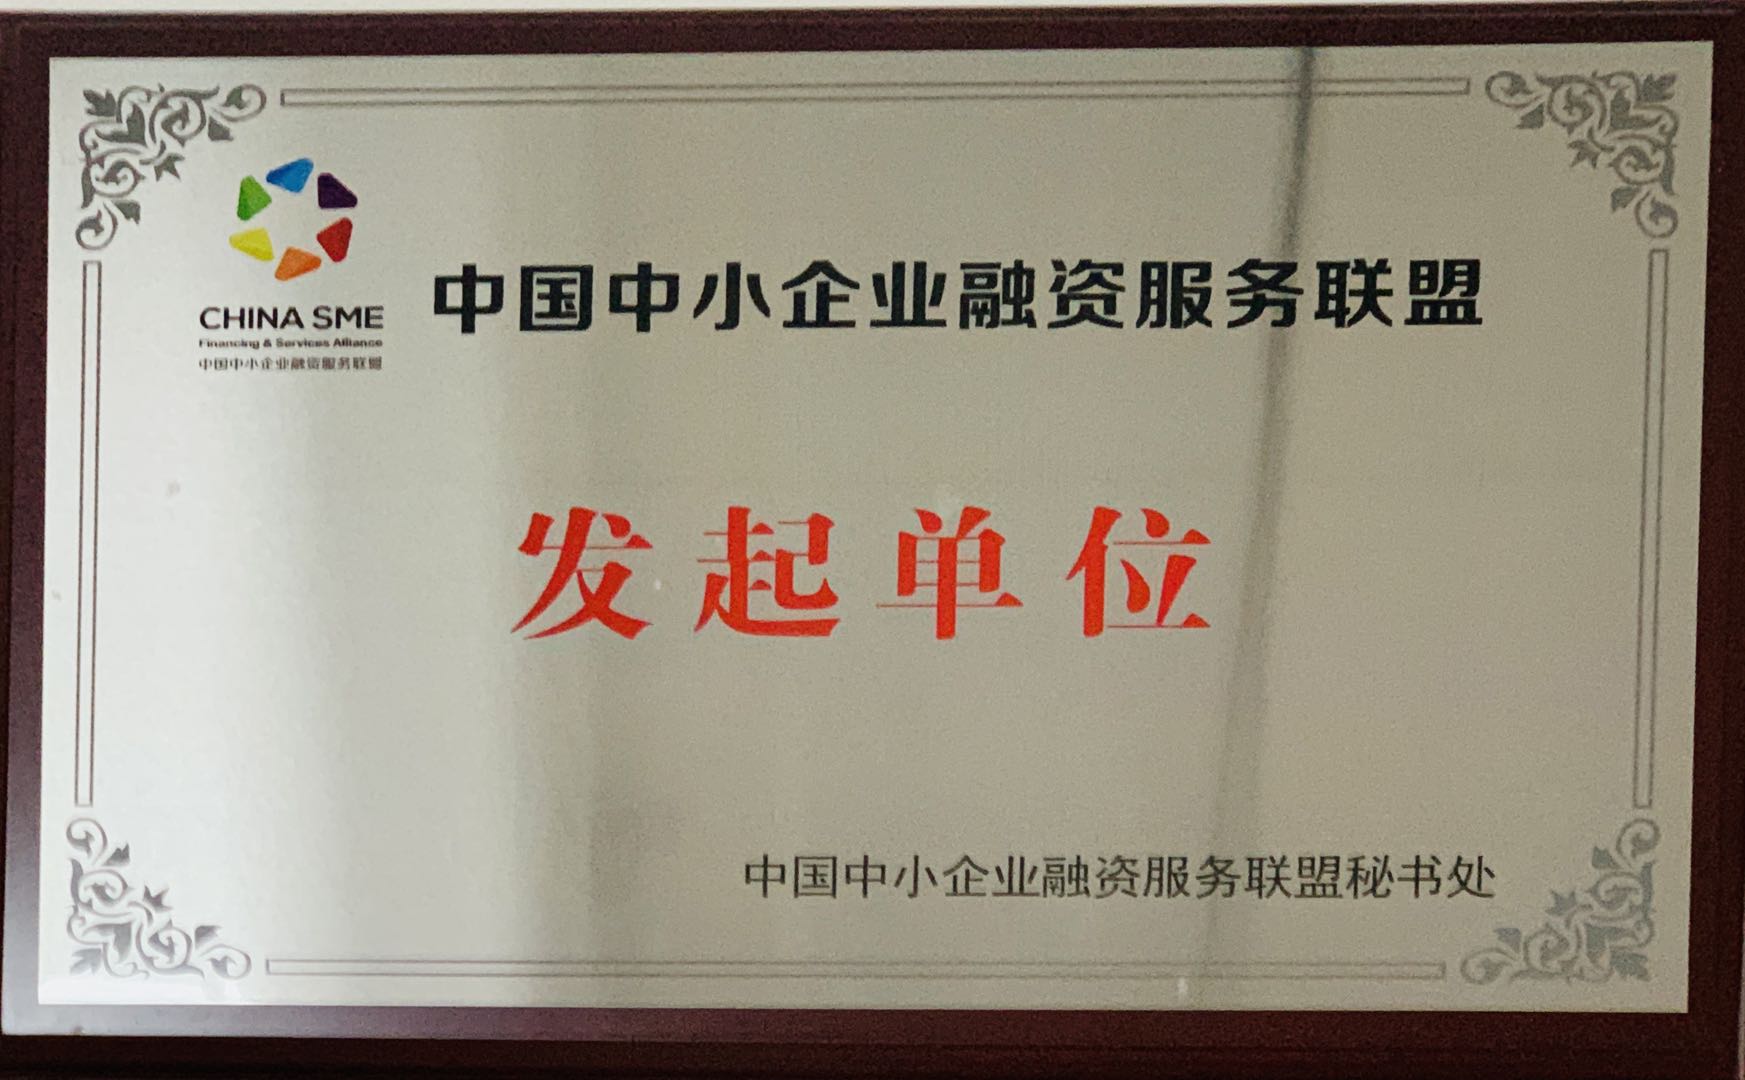 CHINA SME
Financing & Services Alliance
中国中小企业融资服务联盟
中国中小企业融资服务联盟
发起单位
中国中小企业融资服务联盟秘书处